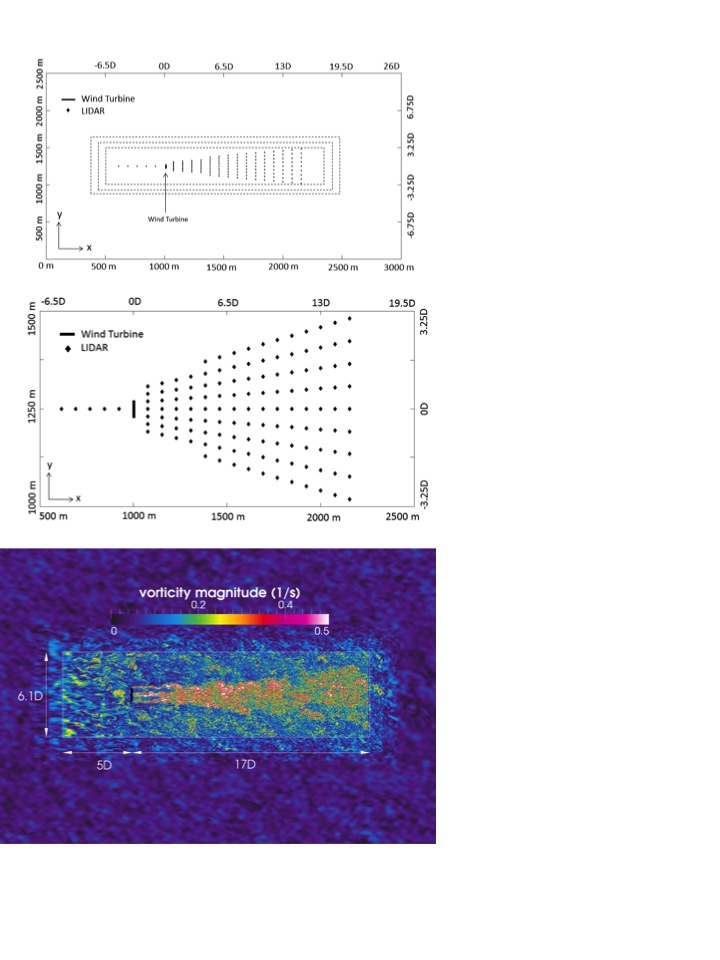 -6.5D 0D 6.5D 13D 19.5D 26D
2500 m
2000 m
1500 m
1000 m
500 m
Wind Turbine
LIDAR
Wind Turbine
y
x
6.75D
3.25D
-3.25D
-6.75D
0 m 500 m 1000 m 1500 m 2000 m 2500 m 3000 m
-6.5D 0D 6.5D 13D 19.5D
1500 m
1250 m
1000 m
Wind Turbine
LIDAR
y
x
3.25D
0D
-3.25D
500 m 1000 m 1500 m 2000 m 2500 m
vorticity magnitude (1/s)
0.2 0.4
0 0.5
6.1D
5D 17D